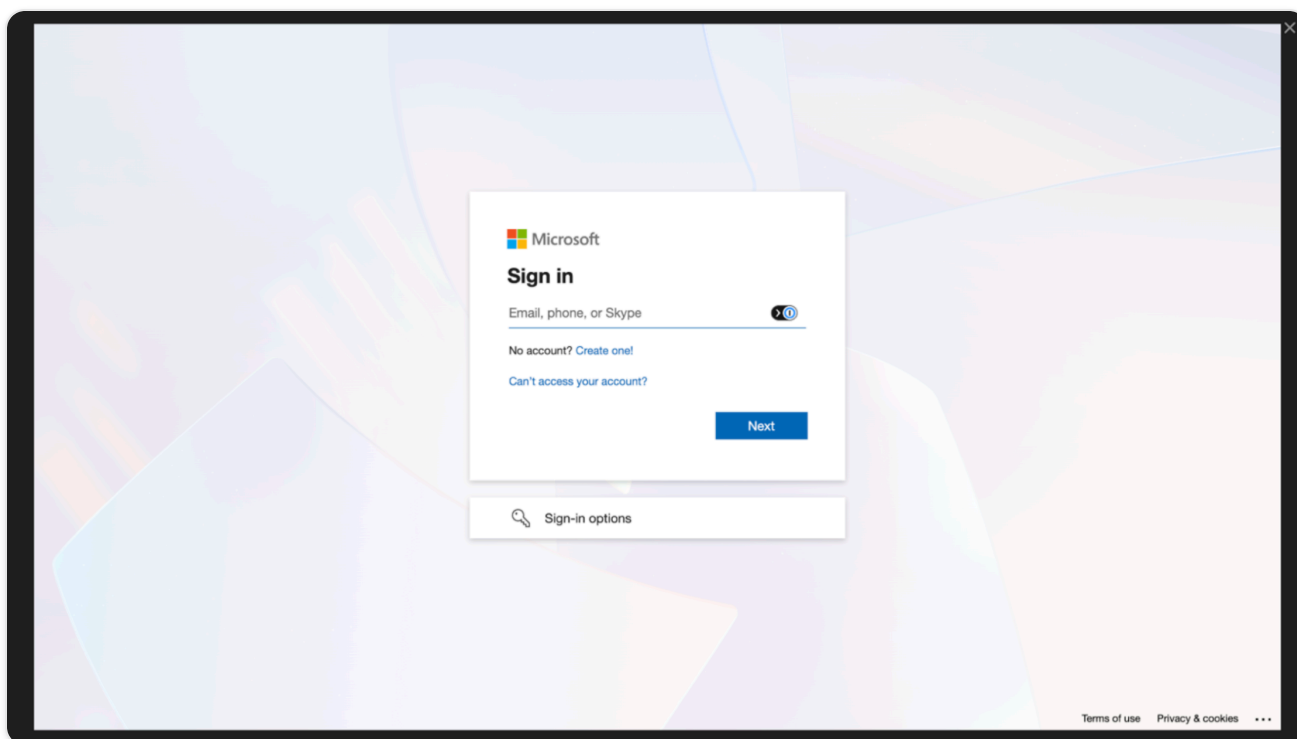 Microsoft
Sign in
Email, phone, or Skype
No account? Create one!
Can't access your account?
Next
Sign-in options
Terms of use Privacy & cookies ...